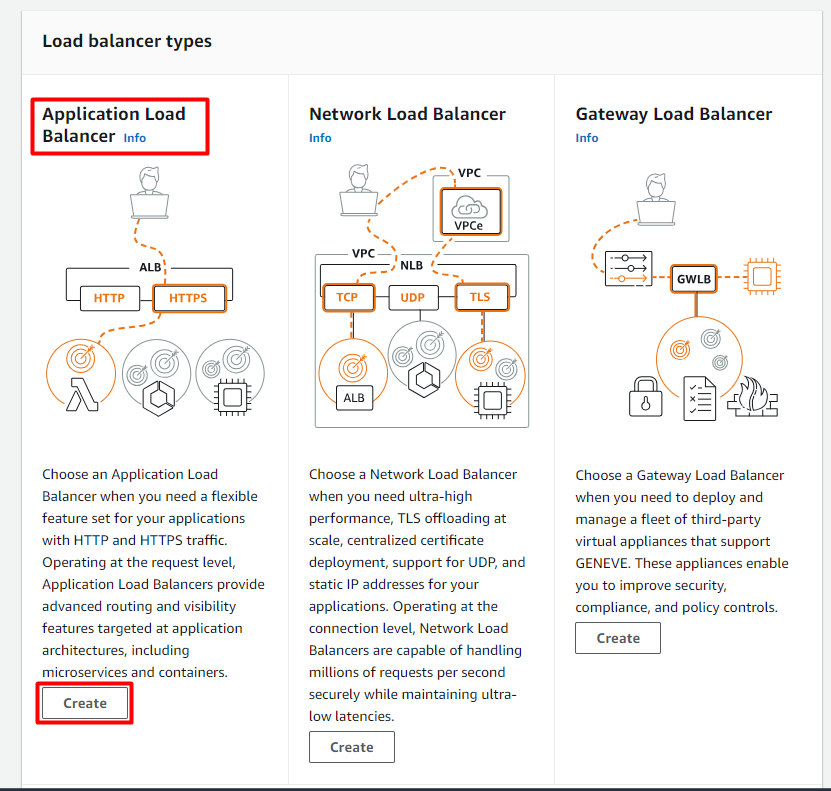 Load balancer types
Application Load
Balancer Info
ALB
HTTP
HTTPS
Choose an Application Load
Balancer when you need a flexible
feature set for your applications
with HTTP and HTTPS traffic.
Operating at the request level,
Application Load Balancers provide
advanced routing and visibility
features targeted at application
architectures, including
microservices and containers.
Create
Network Load Balancer
Info
VPC
VPCe
VPC
NLB
TCP
UDP
TLS
ALB
Choose a Network Load Balancer
when you need ultra-high
performance, TLS offloading at
scale, centralized certificate
deployment, support for UDP, and
static IP addresses for your
applications. Operating at the
connection level, Network Load
Balancers are capable of handling
millions of requests per second
securely while maintaining ultra-
low latencies.
Create
Gateway Load Balancer
Info
GWLB
Choose a Gateway Load Balancer
when you need to deploy and
manage a fleet of third-party
virtual appliances that support
GENEVE. These appliances enable
you to improve security,
compliance, and policy controls.
Create